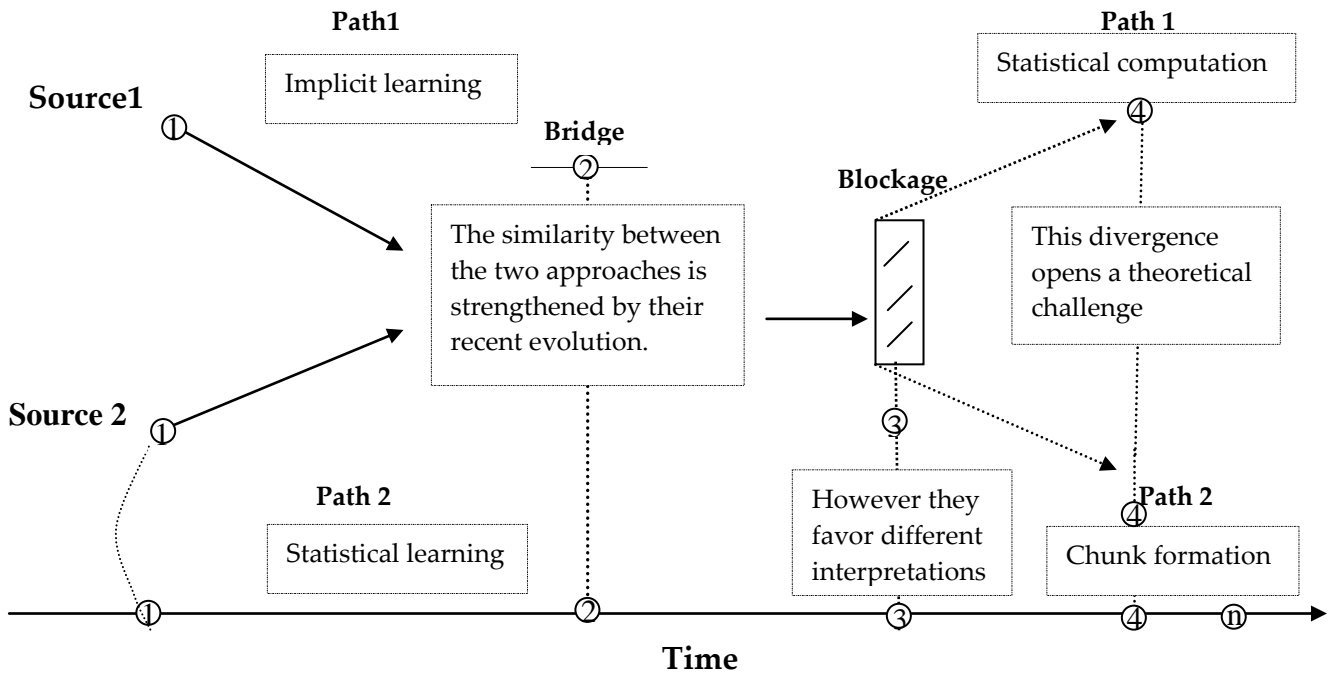 Path1
Path 1
Implicit learning
Statistical computation
Source1
1
4
Bridge
2
Blockage
The similarity between
the two approaches is
strengthened by their
recent evolution.
This divergence
opens a theoretical
challenge
Source 2
1
3
Path 2
Statistical learning
However they
favor different
interpretations
Path 2
4
Chunk formation
1
2
3
4
n
Time